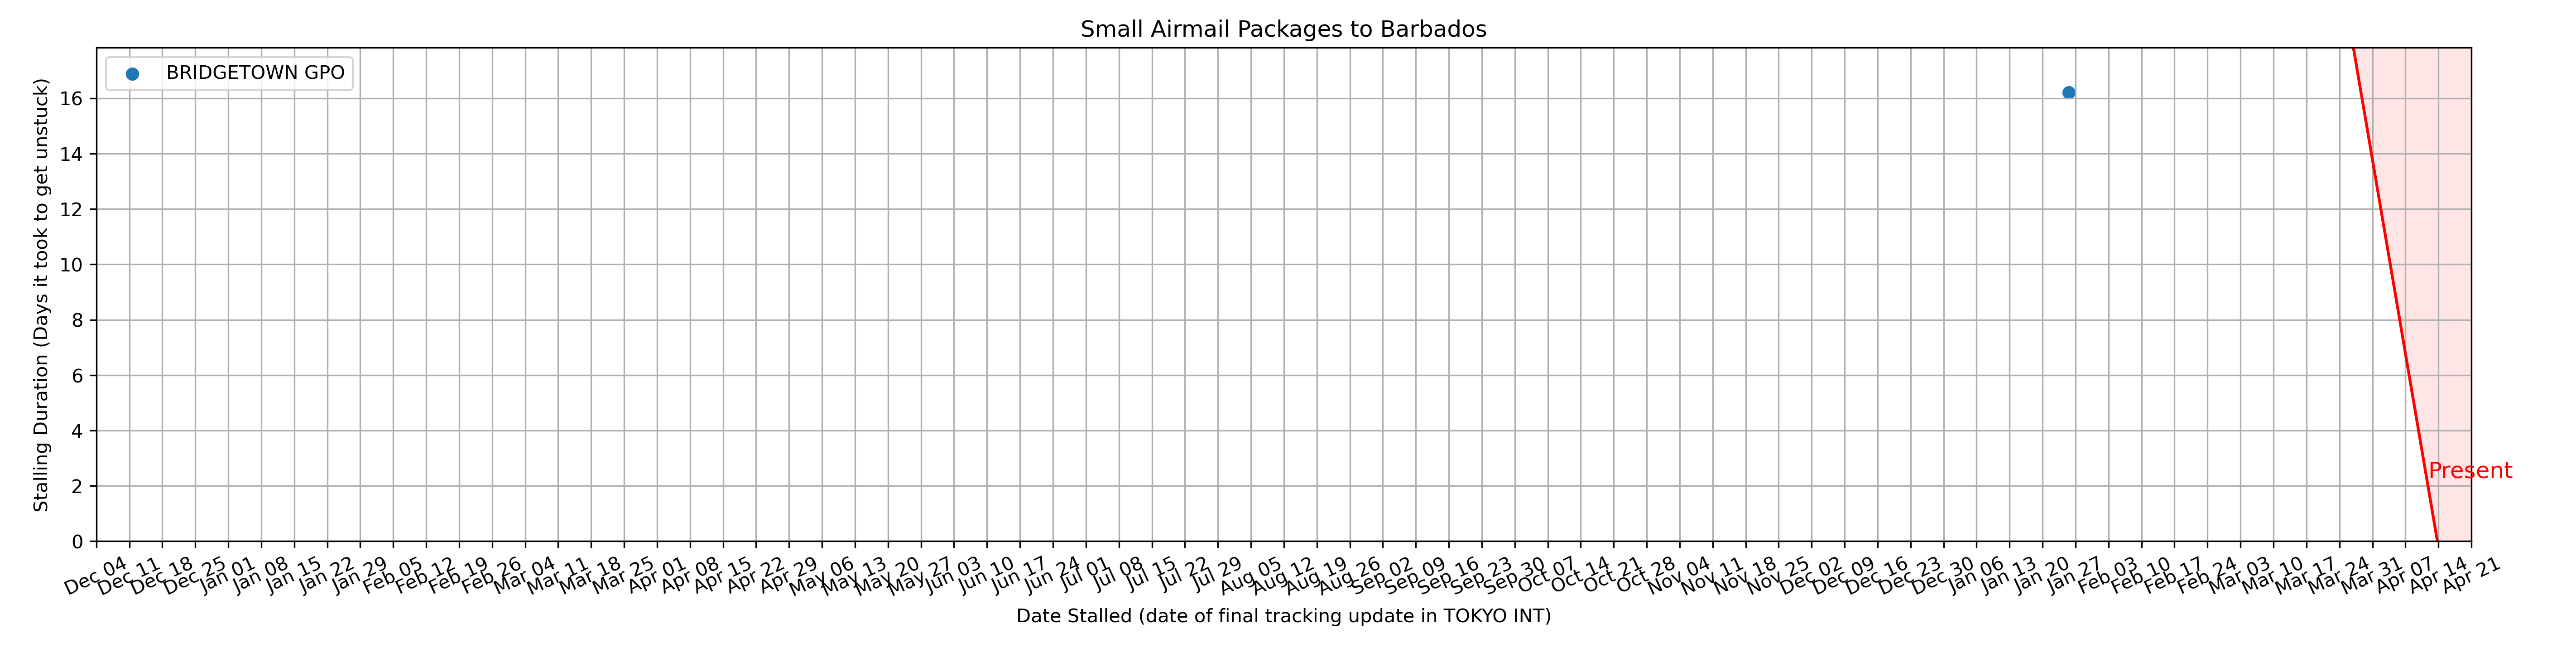 Small Airmail Packages to Barbados
BRIDGETOWN GPO
Stalling Duration (Days it took to get unstuck)
16
14
12
10
8
6
4
2
0
Present
Dec 04
Dec 11
Dec 18
Dec 25
Jan 01
Jan 08
Jan 15
Jan 22
Jan 29
Feb 05
Feb 12
Feb 19
Feb 26
Mar 04
Mar 11
Mar 18
Mar 25
Apr 01
Apr 08
Apr 15
Apr 22
Apr 29
May 06
May 13
May 20
May 27
Jun 03
Jun 10
Jun 17
Jun 24
Jul 01
Jul 08
Jul 15
Jul 22
Jul 29
Aug 05
Aug 12
Aug 19
Aug 26
Sep 02
Sep 09
Sep 16
Sep 23
Sep 30
Oct 07
Oct 14
Oct 21
Oct 28
Nov 04
Nov 11
Nov 18
Nov 25
Dec 02
Dec 09
Dec 16
Dec 23
Dec 30
Jan 06
Jan 13
Jan 20
Jan 27
Feb 03
Feb 10
Feb 17
Feb 24
Mar 03
Mar 10
Mar 17
Mar 24
Mar 31
Apr 07
Apr 14
Apr 21
Date Stalled (date of final tracking update in TOKYO INT)